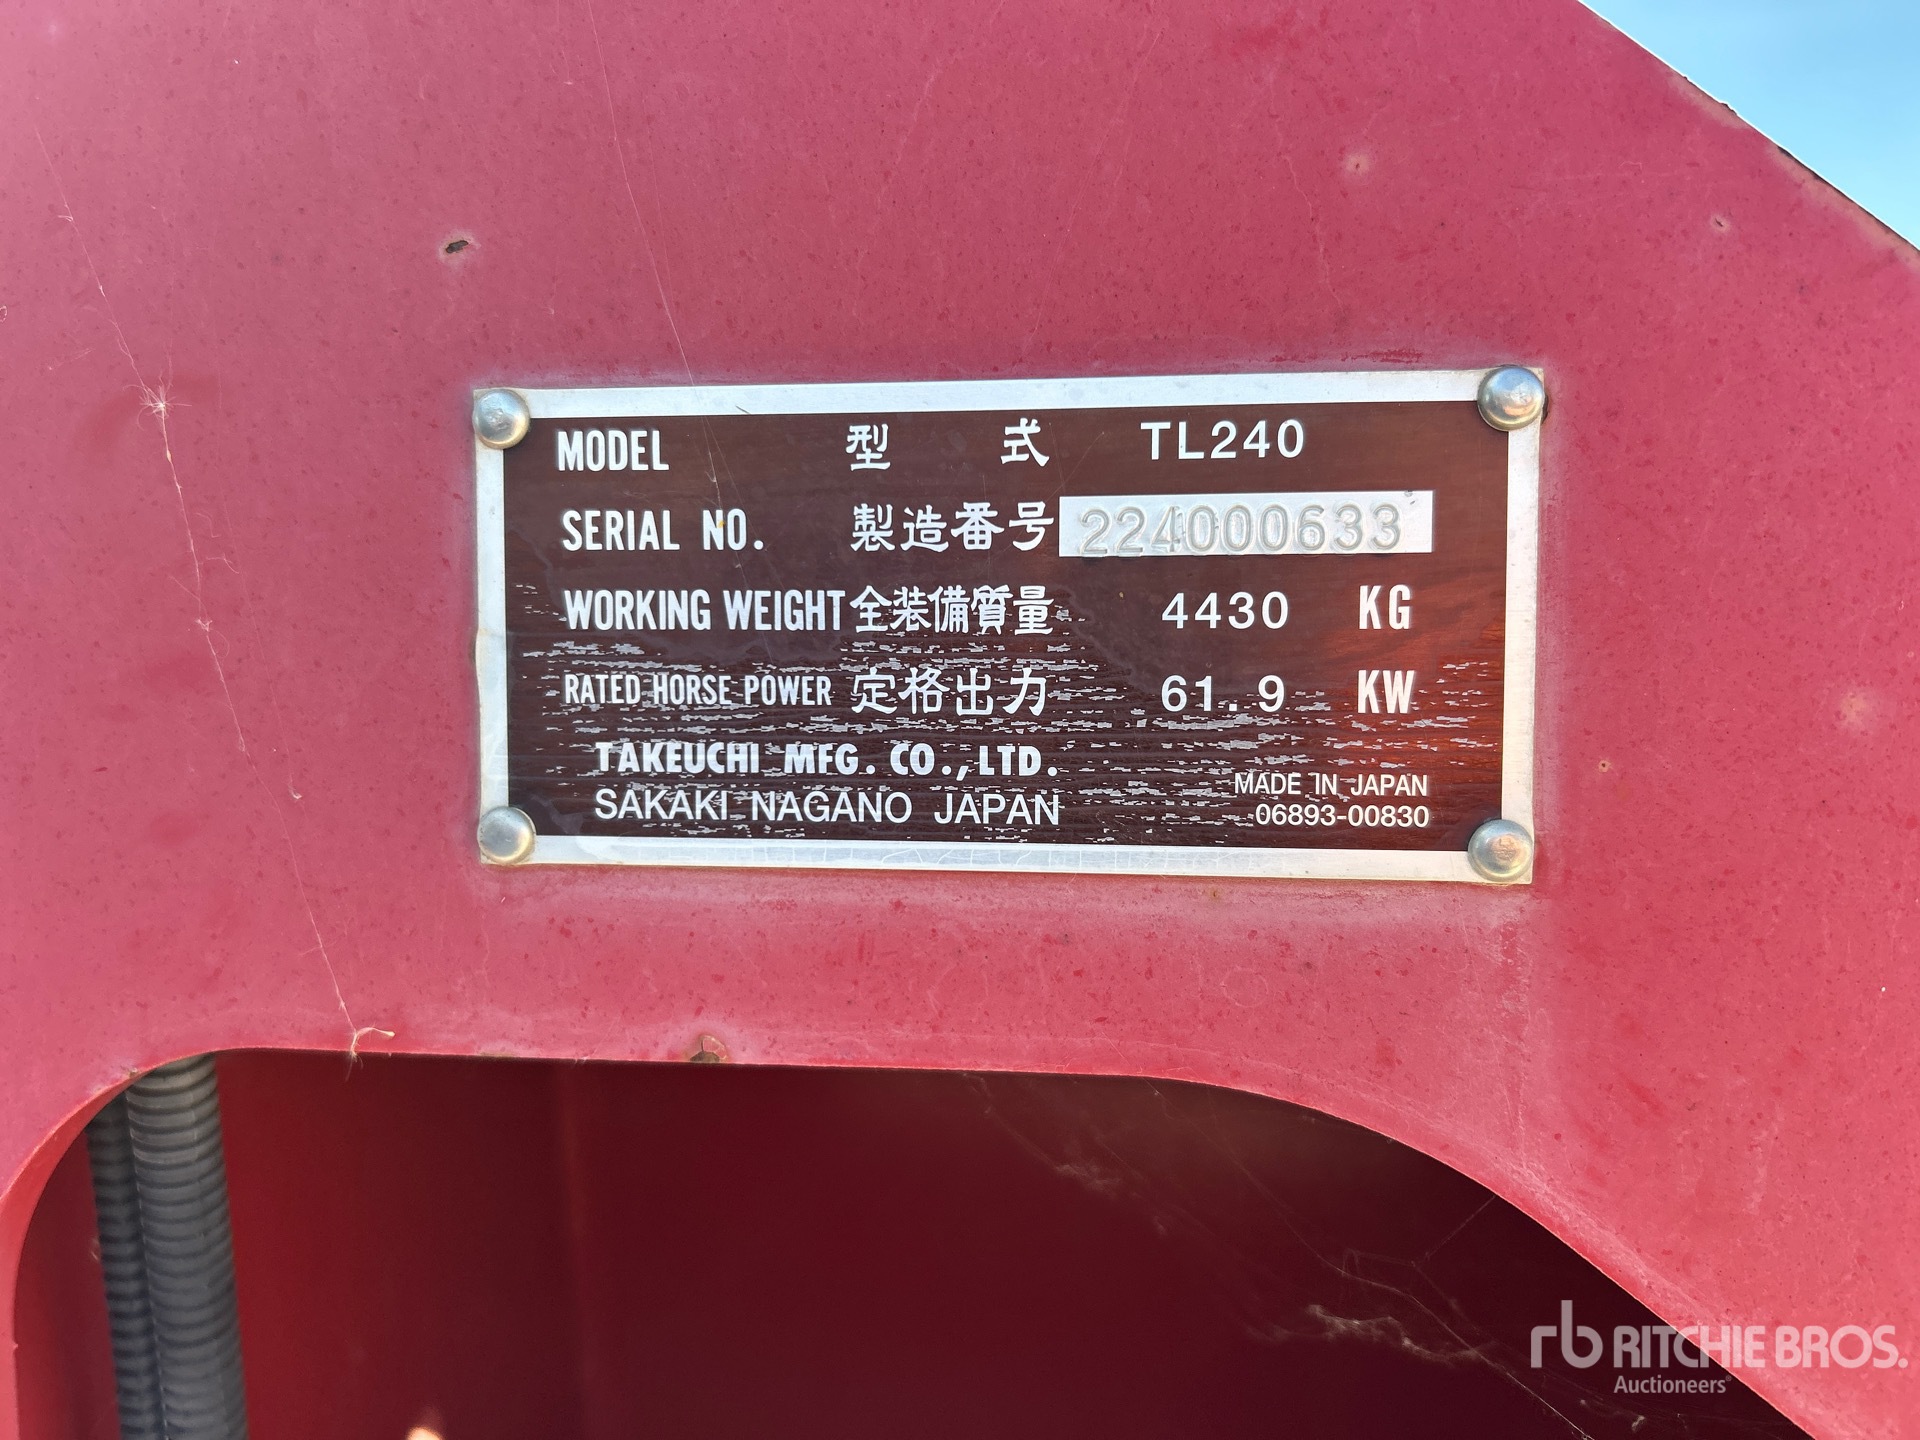 MODEL 型式 TL240
SERIAL NO. 製造番号 224000633
WORKING WEIGHT 全装備質量 4430 KG
RATED HORSE POWER 定格出力 61.9 KW
TAKEUCHI MFG. CO.,LTD.
SAKAKI NAGANO JAPAN
MADE IN JAPAN
06893-00830
rb RITCHIE BROS.
Auctioneers®